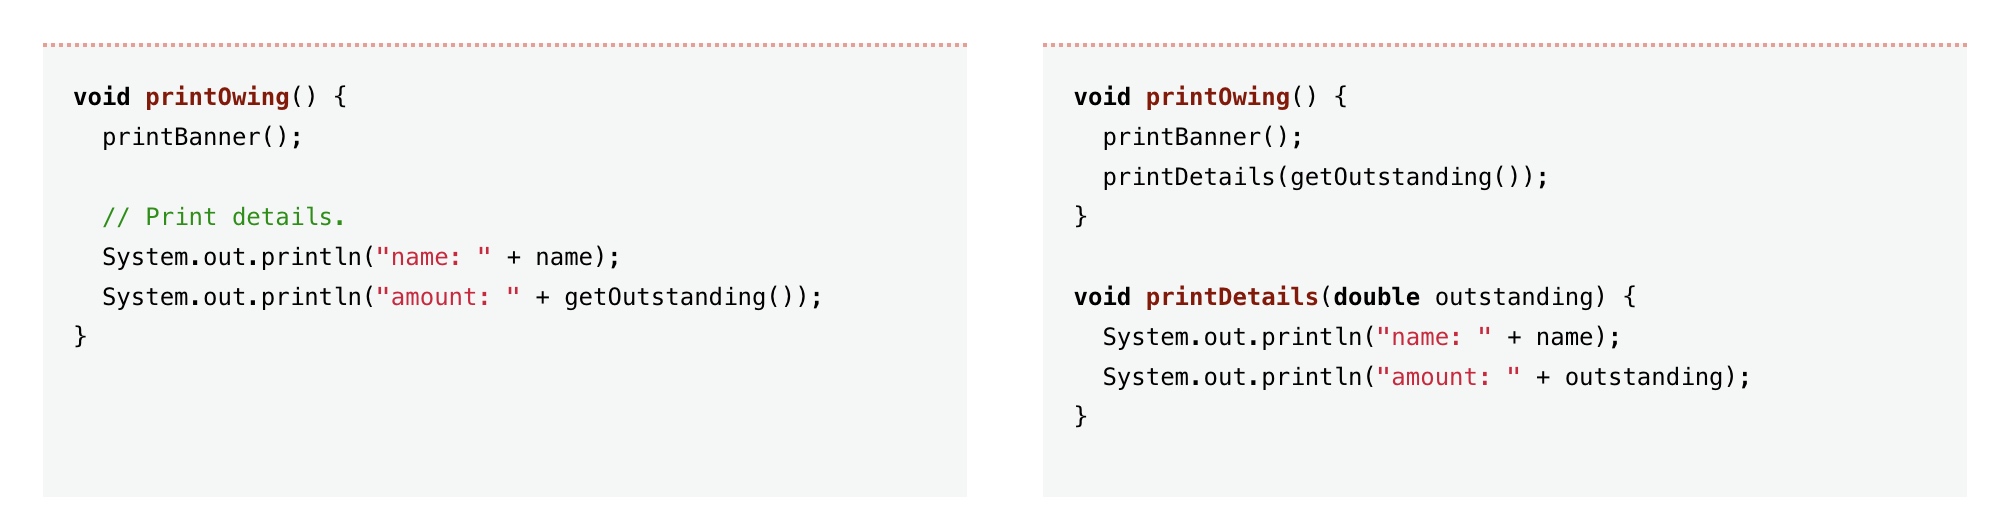 void printOwing() {
  printBanner();

  // Print details.
  System.out.println("name: " + name);
  System.out.println("amount: " + getOutstanding());
}

void printOwing() {
  printBanner();
  printDetails(getOutstanding());
}

void printDetails(double outstanding) {
  System.out.println("name: " + name);
  System.out.println("amount: " + outstanding);
}